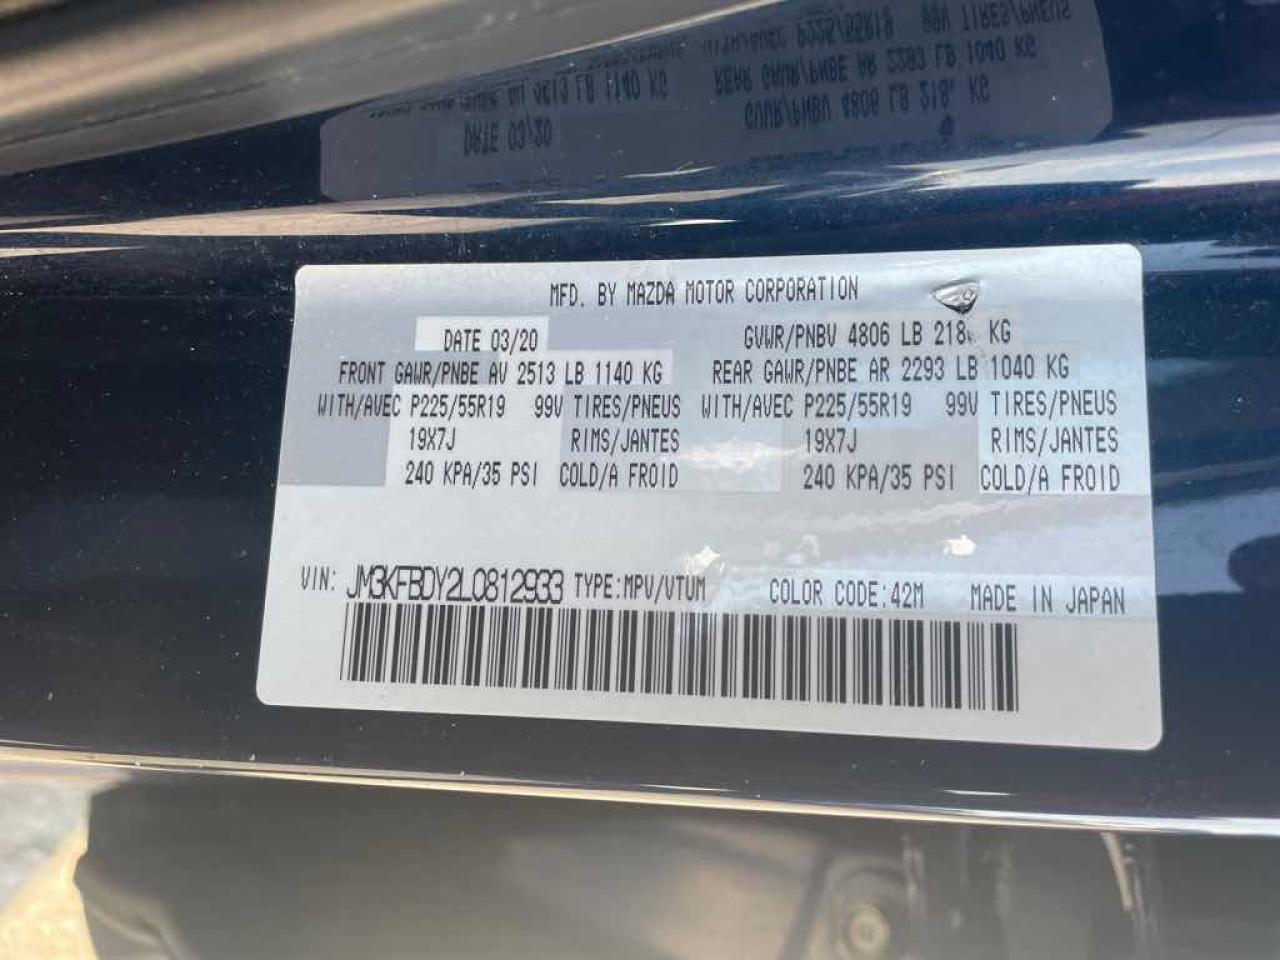 MFD. BY MAZDA MOTOR CORPORATION
DATE 03/20 GVWR/PNBV 4806 LB KG
FRONT GAWR/PNBE AV 2513 LB 1140 KG REAR GAWR/PNBE AR 2293 LB 1040 KG
WITH/AVEC P225/55R19 99V TIRES/PNEUS WITH/AVEC P225/55R19 99V TIRES/PNEUS
19X7J RIMS/JANTES 19X7J RIMS/JANTES
240 KPA/35 PSI COLD/A FROID 240 KPA/35 PSI COLD/A FROID
VIN: JM3KFBDY2L0812933 TYPE:MPV/VTUM COLOR CODE:42M MADE IN JAPAN